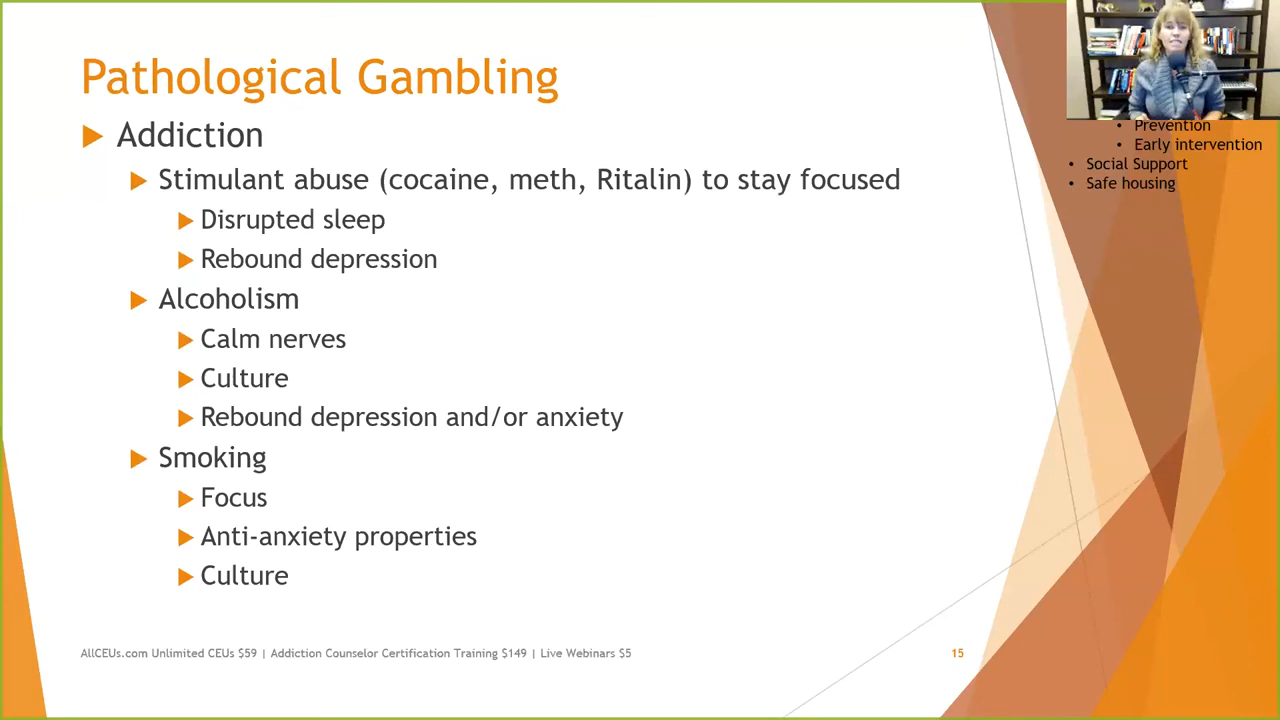 Pathological Gambling
Addiction
Stimulant abuse (cocaine, meth, Ritalin) to stay focused
Disrupted sleep
Rebound depression
Alcoholism
Calm nerves
Culture
Rebound depression and/or anxiety
Smoking
Focus
Anti-anxiety properties
Culture
• Prevention
• Early intervention
• Social Support
• Safe housing
AllCEUs.com Unlimited CEUs $59 | Addiction Counselor Certification Training $149 | Live Webinars $5
15